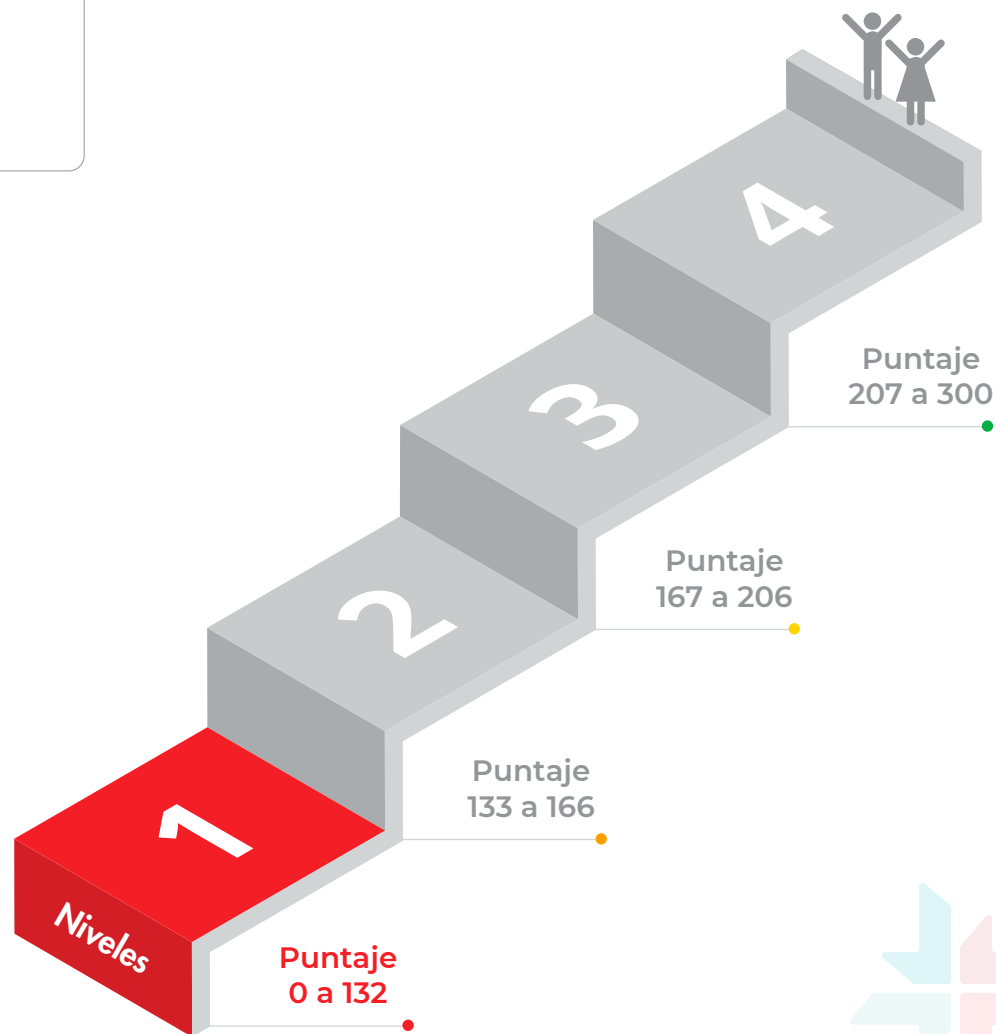 4
Puntaje
207 a 300
3
Puntaje
167 a 206
2
Puntaje
133 a 166
1
Niveles
Puntaje
0 a 132